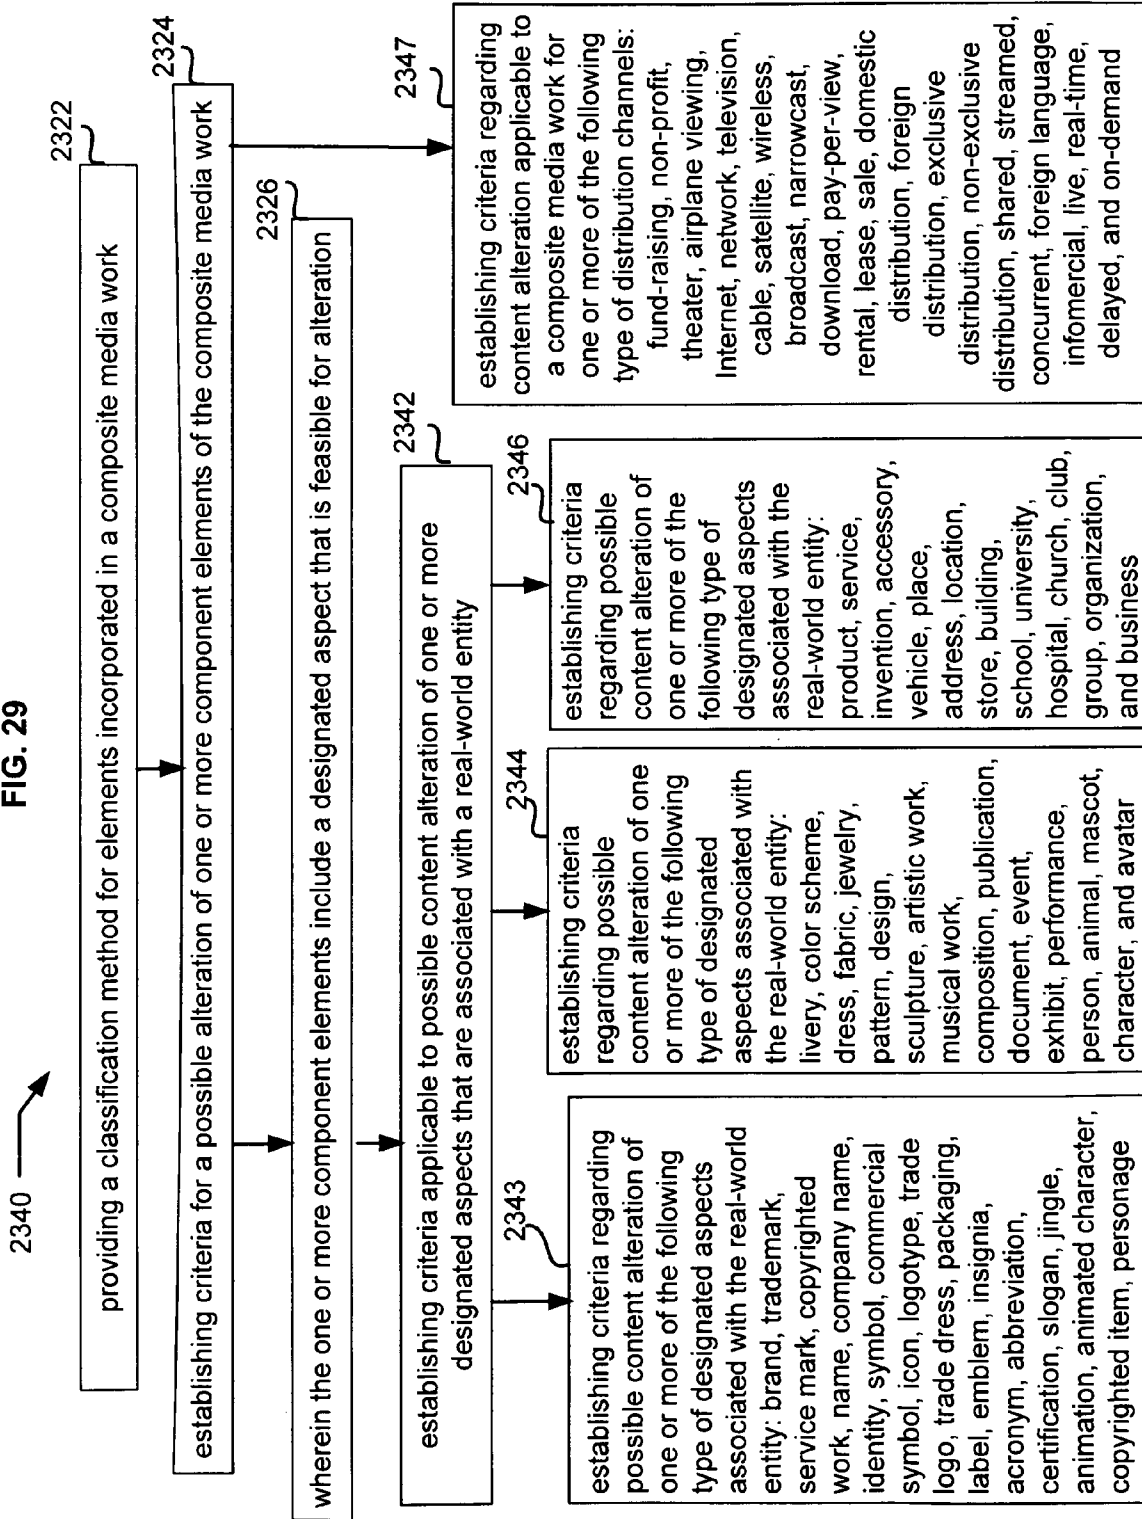 FIG. 29
2340
2322
providing a classification method for elements incorporated in a composite media work
2324
establishing criteria for a possible alteration of one or more component elements of the composite media work
2326
wherein the one or more component elements include a designated aspect that is feasible for alteration
2342
establishing criteria applicable to possible content alteration of one or more
designated aspects that are associated with a real-world entity
2343
establishing criteria regarding
possible content alteration of
one or more of the following
type of designated aspects
associated with the real-world
entity: brand, trademark,
service mark, copyrighted
work, name, company name,
identity, symbol, commercial
symbol, icon, logotype, trade
logo, trade dress, packaging,
label, emblem, insignia,
acronym, abbreviation,
certification, slogan, jingle,
animation, animated character,
copyrighted item, personage
2344
establishing criteria
regarding possible
content alteration of one
or more of the following
type of designated
aspects associated with
the real-world entity:
livery, color scheme,
dress, fabric, jewelry,
pattern, design,
sculpture, artistic work,
musical work,
composition, publication,
document, event,
exhibit, performance,
person, animal, mascot,
character, and avatar
2346
establishing criteria
regarding possible
content alteration of
one or more of the
following type of
designated aspects
associated with the
real-world entity:
product, service,
invention, accessory,
vehicle, place,
address, location,
store, building,
school, university,
hospital, church, club,
group, organization,
and business
2347
establishing criteria regarding
content alteration applicable to
a composite media work for
one or more of the following
type of distribution channels:
fund-raising, non-profit,
theater, airplane viewing,
Internet, network, television,
cable, satellite, wireless,
broadcast, narrowcast,
download, pay-per-view,
rental, lease, sale, domestic
distribution, foreign
distribution, exclusive
distribution, non-exclusive
distribution, shared, streamed,
concurrent, foreign language,
infomercial, live, real-time,
delayed, and on-demand